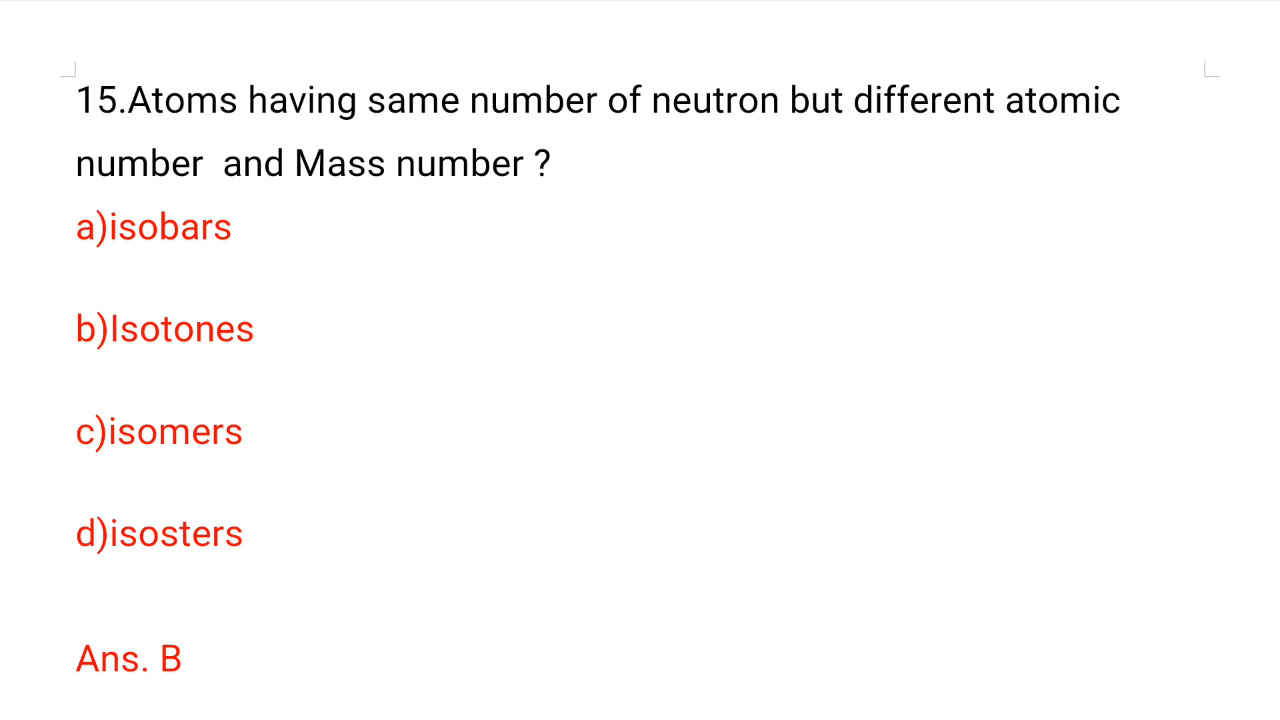 15.Atoms having same number of neutron but different atomic
number  and Mass number ?
a)isobars
b)Isotones
c)isomers
d)isosters
Ans. B